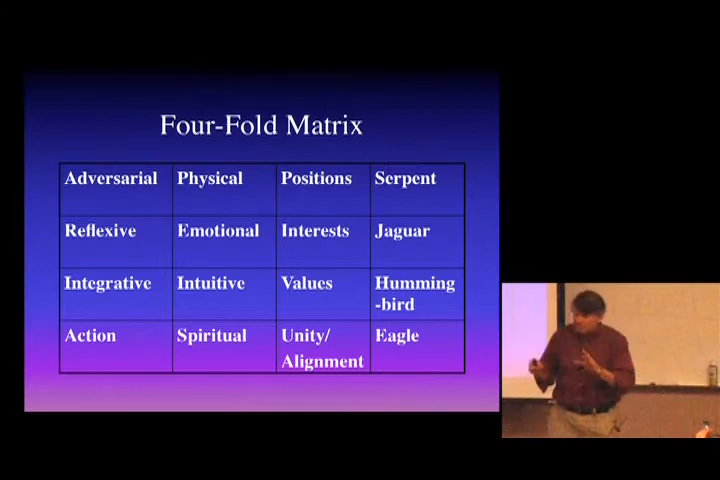 Four-Fold Matrix
Adversarial Physical Positions Serpent
Reflexive Emotional Interests Jaguar
Integrative Intuitive Values Humming
-bird
Action Spiritual Unity/ Eagle
Alignment